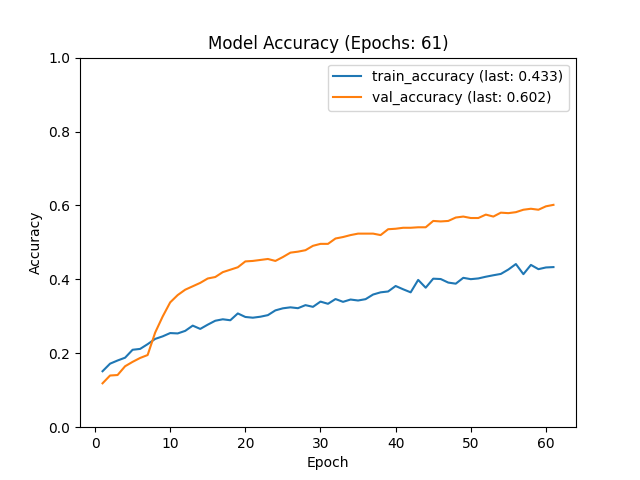 Model Accuracy (Epochs: 61)
train_accuracy (last: 0.433)
val_accuracy (last: 0.602)
1.0
0.8
0.6
0.4
0.2
0.0
Accuracy
0 10 20 30 40 50 60
Epoch